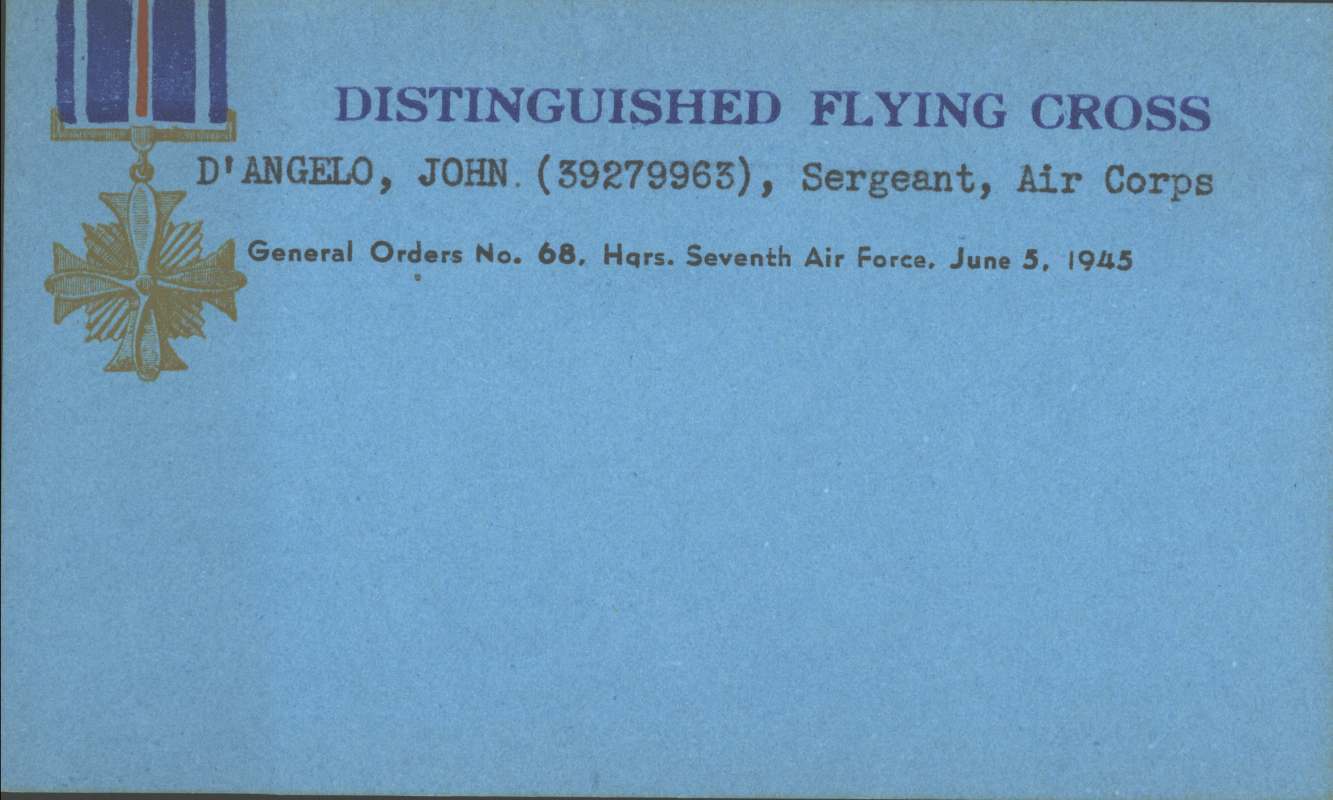 DISTINGUISHED FLYING CROSS
D'ANGELO, JOHN. (39279963), Sergeant, Air Corps
General Orders No. 68, Hqrs. Seventh Air Force, June 5, 1945